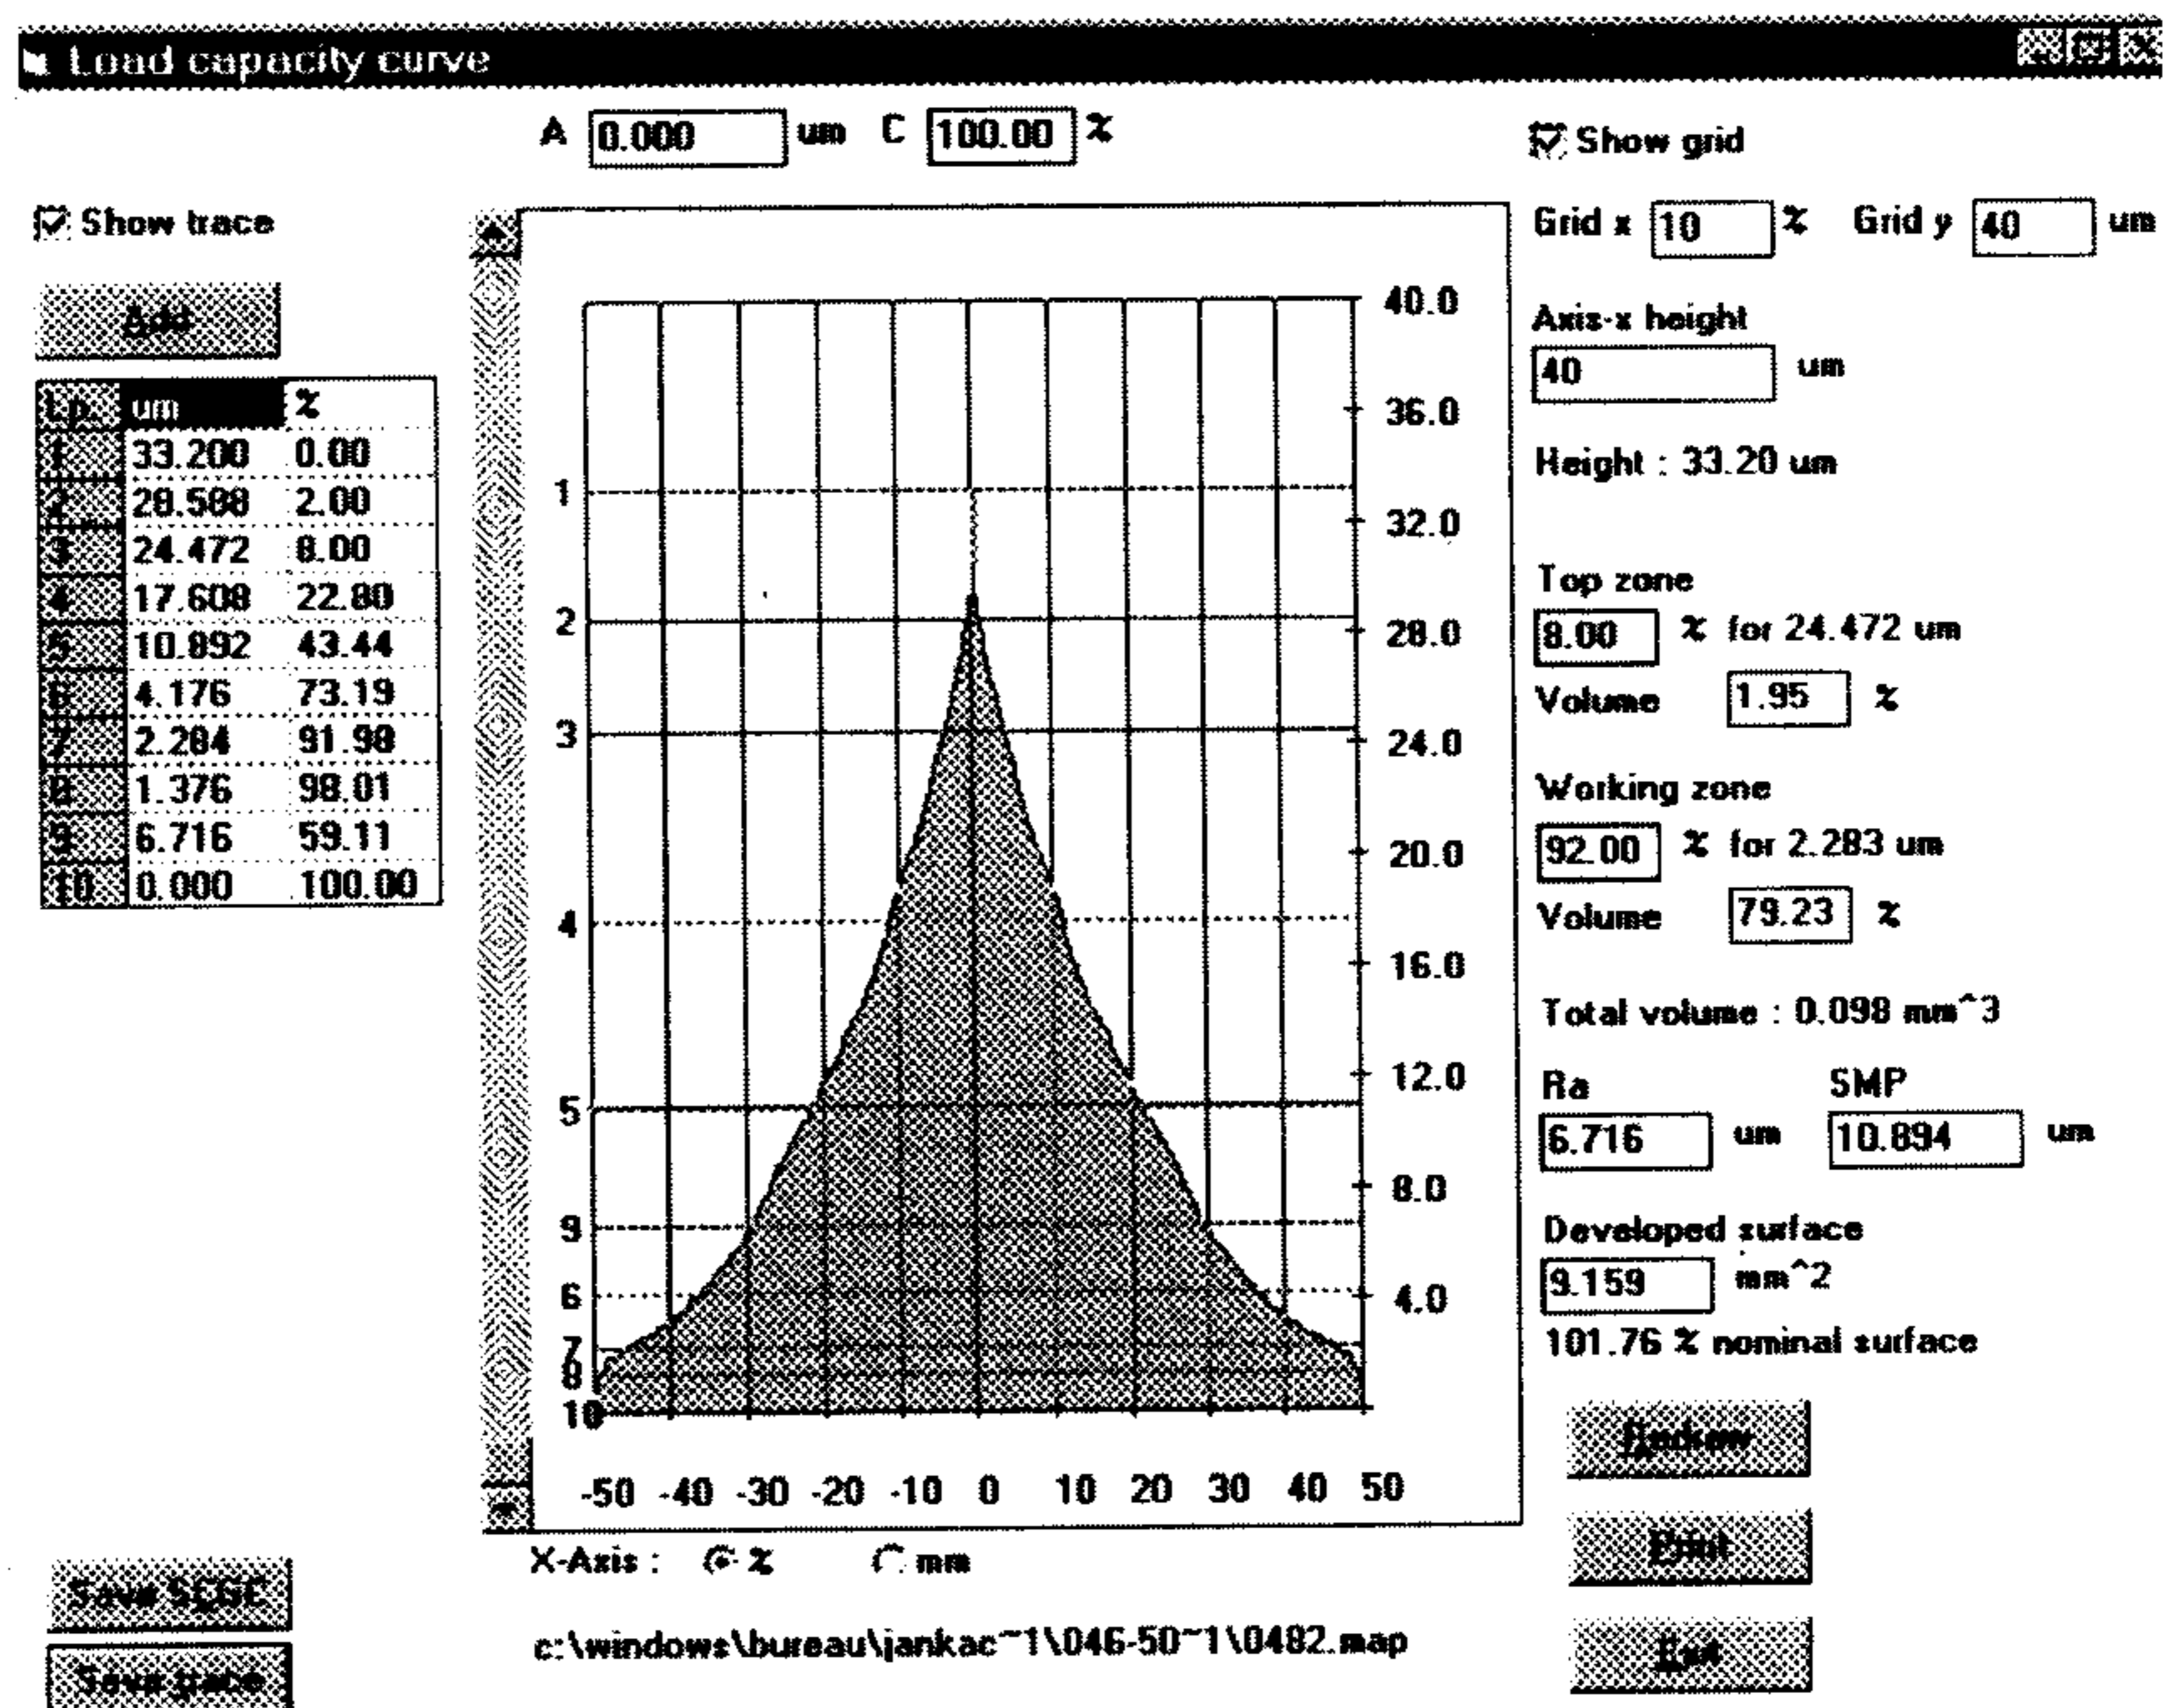 Load capacity curve
A 0.000 um C 100.00 %
Show grid
Show trace
Grid x 10 % Grid y 40 um
Add
Axis-x height
40 um
Lp. um %
1 33.200 0.00
2 28.588 2.00
3 24.472 8.00
4 17.608 22.80
5 10.892 43.44
6 4.176 73.19
7 2.284 91.98
8 1.376 98.01
9 6.716 59.11
10 0.000 100.00
1
2
3
4
5
9
6
7
8
10
40.0
36.0
32.0
28.0
24.0
20.0
16.0
12.0
8.0
4.0
-50 -40 -30 -20 -10 0 10 20 30 40 50
X-Axis : % mm
c:\windows\bureau\jankac~1\046-50~1\0482.map
Height : 33.20 um
Top zone
8.00 % for 24.472 um
Volume 1.95 %
Working zone
92.00 % for 2.283 um
Volume 79.23 %
Total volume : 0.098 mm^3
Ra SMP
6.716 um 10.894 um
Developed surface
9.159 mm^2
101.76 % nominal surface
Print
Exit
Save
Save trace